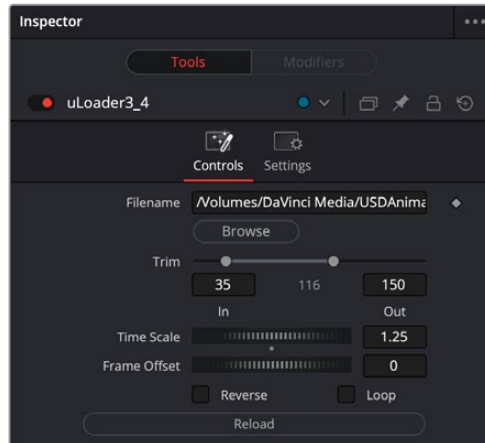 Inspector
Tools Modifiers
uLoader3_4
Controls Settings
Filename /Volumes/DaVinci Media/USDAnima
Browse
Trim
35 116 150
In Out
Time Scale 1.25
Frame Offset 0
Reverse Loop
Reload